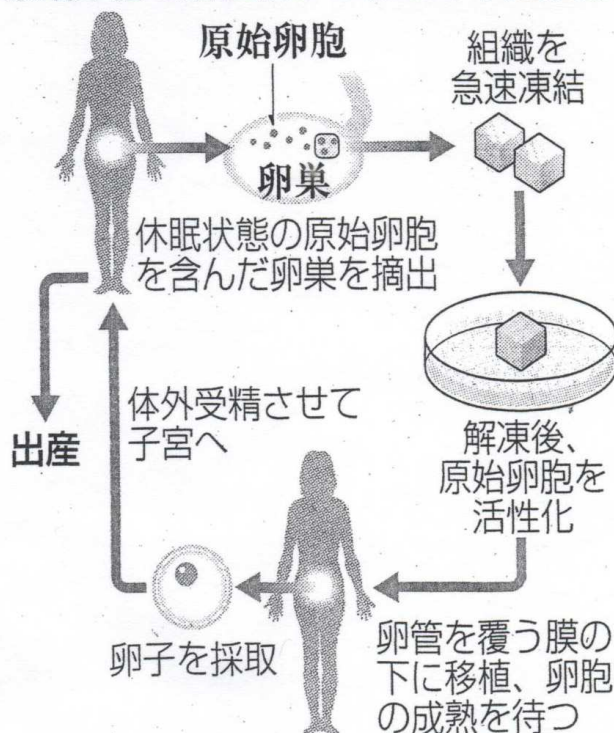 原始卵胞
卵巣
組織を
急速凍結
休眠状態の原始卵胞
を含んだ卵巣を摘出
解凍後、
原始卵胞を
活性化
卵管を覆う膜の
下に移植、卵胞
の成熟を待つ
卵子を採取
体外受精させて
子宮へ
出産